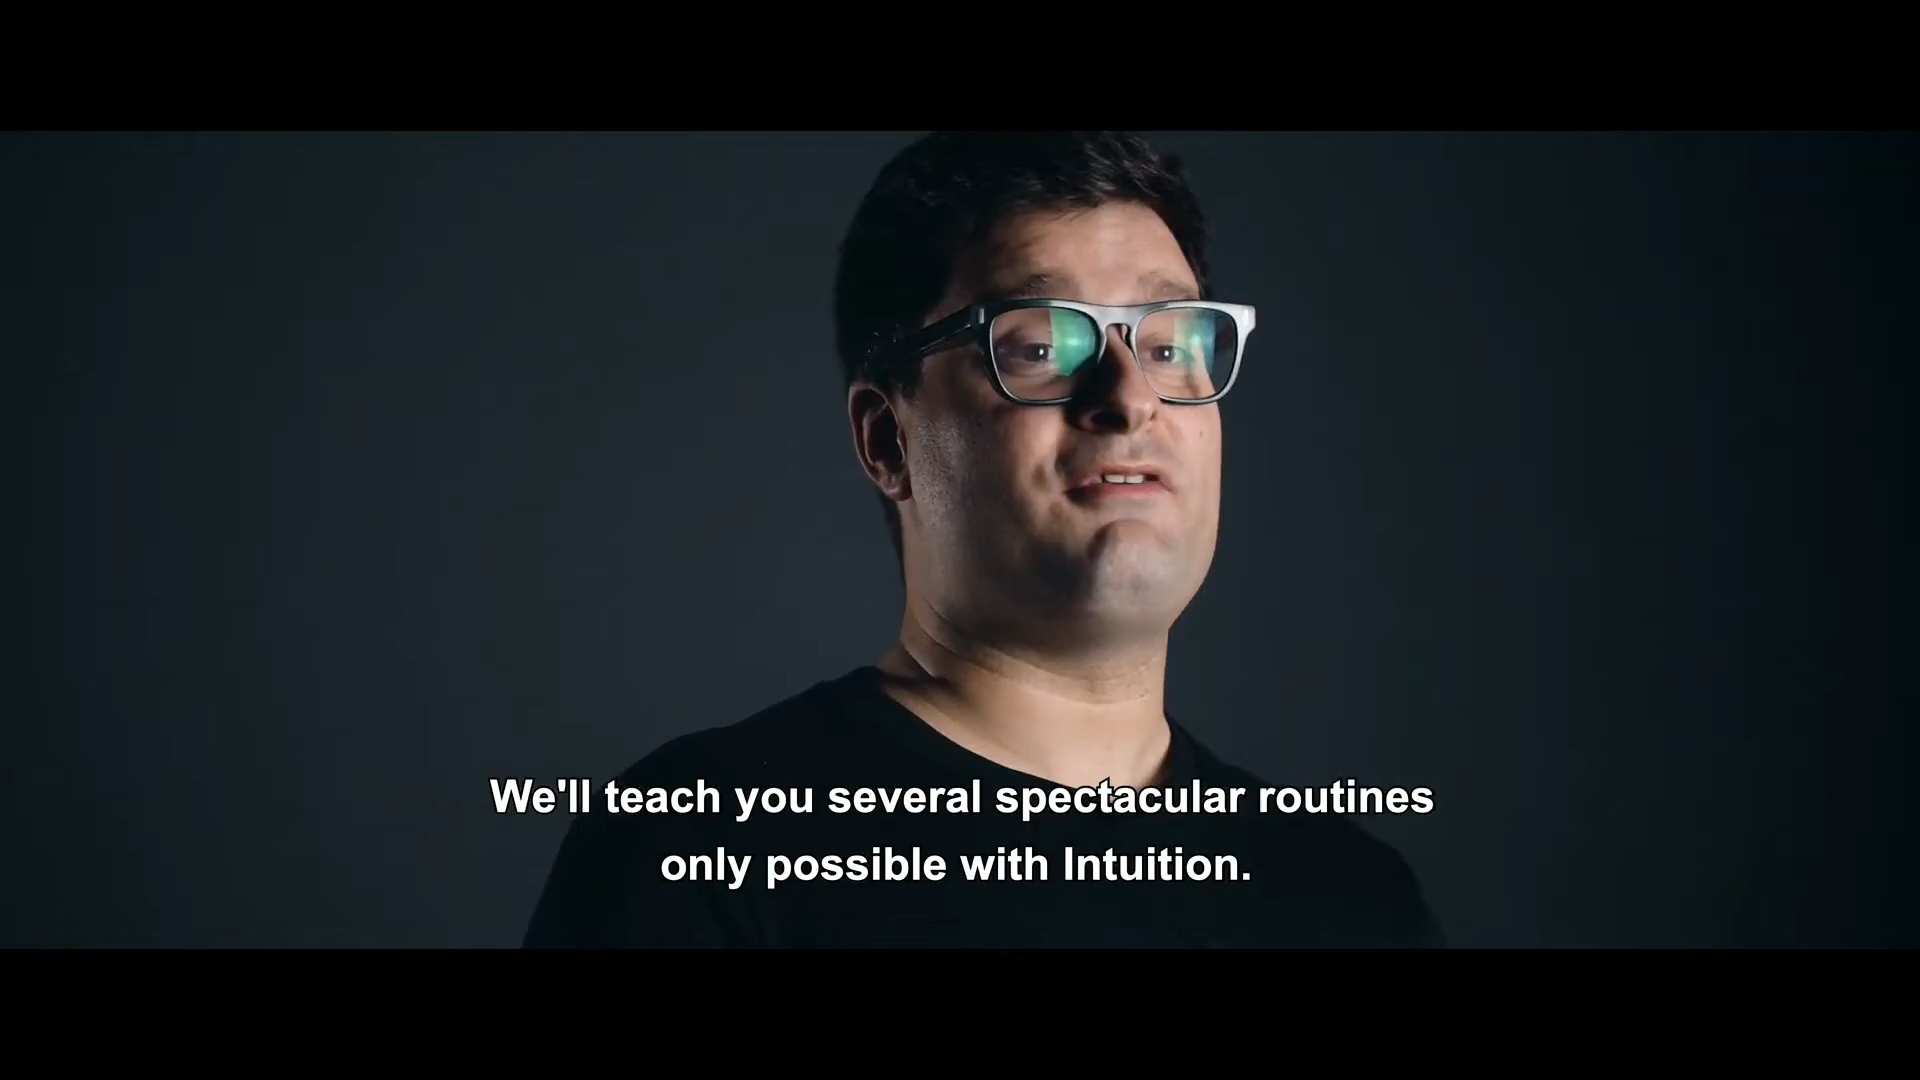 We'll teach you several spectacular routines
only possible with Intuition.